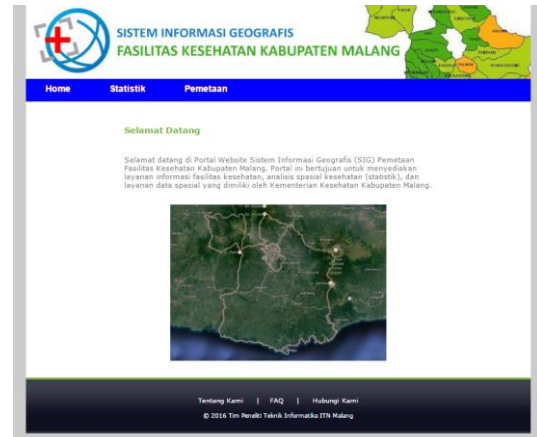 SISTEM INFORMASI GEOGRAFIS
FASILITAS KESEHATAN KABUPATEN MALANG
Home Statistik Pemetaan
Selamat Datang
Selamat datang di Portal Website Sistem Informasi Geografis (SIG) Pemetaan
Fasilitas Kesehatan Kabupaten Malang. Portal ini bertujuan untuk menyediakan
layanan informasi fasilitas kesehatan, analisis spasial kesehatan (statistik), dan
layanan data spasial yang dimiliki oleh Kementerian Kesehatan Kabupaten Malang.
Tentang Kami | FAQ | Hubungi Kami
© 2016 Tim Peneliti Teknik Informatika ITN Malang